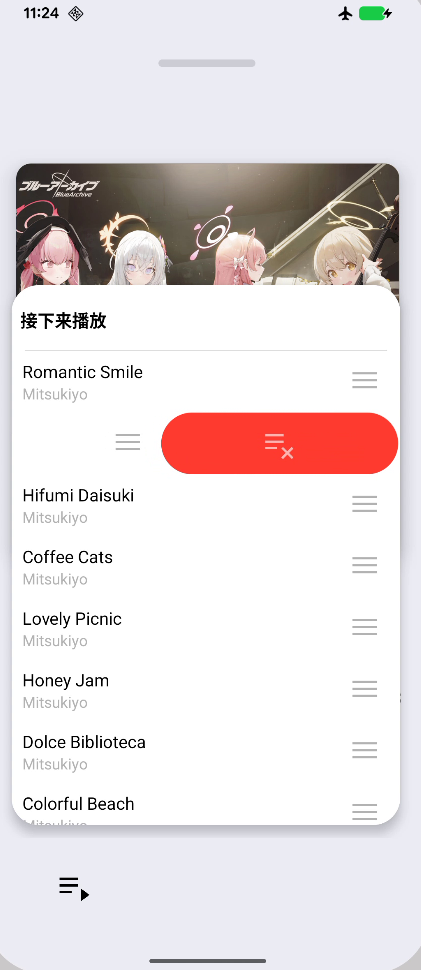 11:24
ブルーアーカイブ
BlueArchive
接下来播放
Romantic Smile
Mitsukiyo
Hifumi Daisuki
Mitsukiyo
Coffee Cats
Mitsukiyo
Lovely Picnic
Mitsukiyo
Honey Jam
Mitsukiyo
Dolce Biblioteca
Mitsukiyo
Colorful Beach
Mitsukiyo